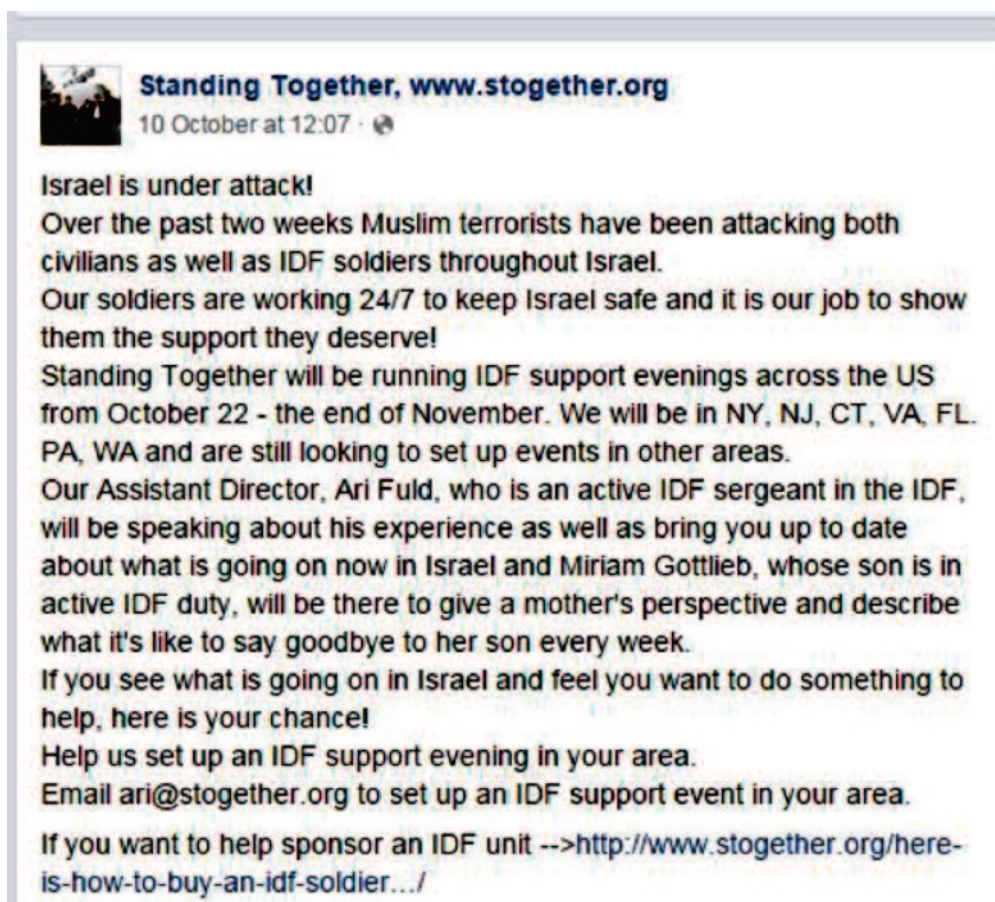 Standing Together, www.stogether.org
10 October at 12:07 ·
Israel is under attack!
Over the past two weeks Muslim terrorists have been attacking both
civilians as well as IDF soldiers throughout Israel.
Our soldiers are working 24/7 to keep Israel safe and it is our job to show
them the support they deserve!
Standing Together will be running IDF support evenings across the US
from October 22 - the end of November. We will be in NY, NJ, CT, VA, FL.
PA, WA and are still looking to set up events in other areas.
Our Assistant Director, Ari Fuld, who is an active IDF sergeant in the IDF,
will be speaking about his experience as well as bring you up to date
about what is going on now in Israel and Miriam Gottlieb, whose son is in
active IDF duty, will be there to give a mother's perspective and describe
what it's like to say goodbye to her son every week.
If you see what is going on in Israel and feel you want to do something to
help, here is your chance!
Help us set up an IDF support evening in your area.
Email ari@stogether.org to set up an IDF support event in your area.
If you want to help sponsor an IDF unit -->http://www.stogether.org/here-
is-how-to-buy-an-idf-soldier.../